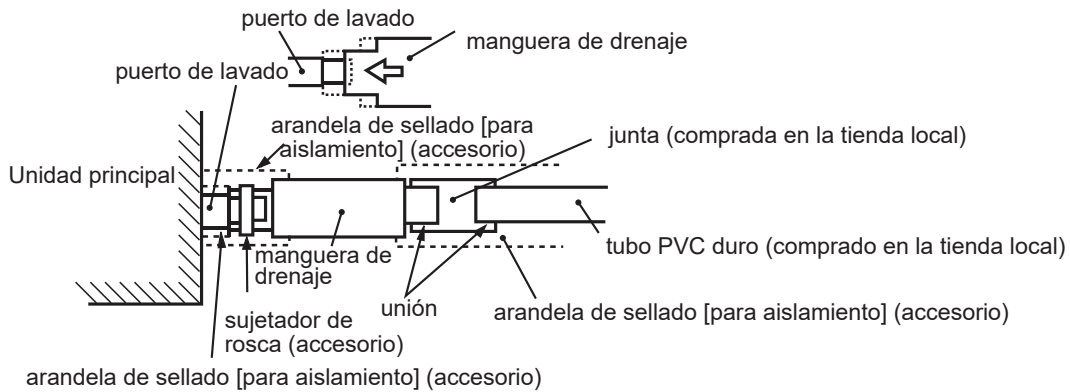 puerto de lavado
manguera de drenaje
puerto de lavado
arandela de sellado [para
aislamiento] (accesorio)
junta (comprada en la tienda local)
Unidad principal
manguera de
drenaje
tubo PVC duro (comprado en la tienda local)
unión
arandela de sellado [para aislamiento] (accesorio)
sujetador de
rosca (accesorio)
arandela de sellado [para aislamiento] (accesorio)